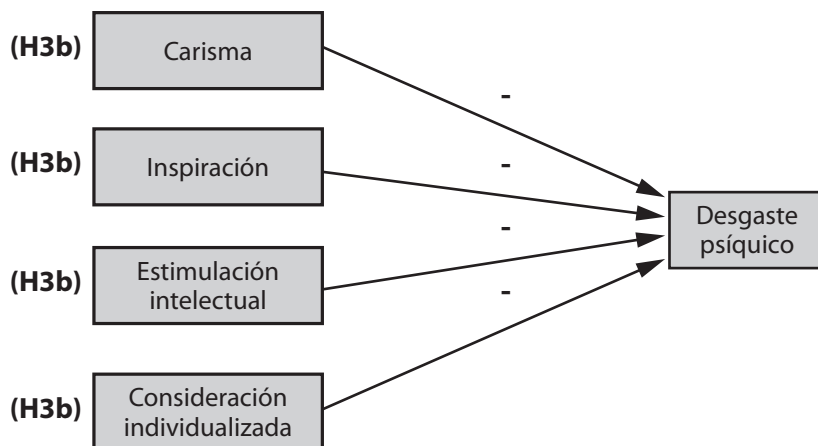 (H3b) Carisma
-
(H3b) Inspiración
-
Desgaste
psíquico
-
(H3b) Estimulación
intelectual
-
(H3b) Consideración
individualizada